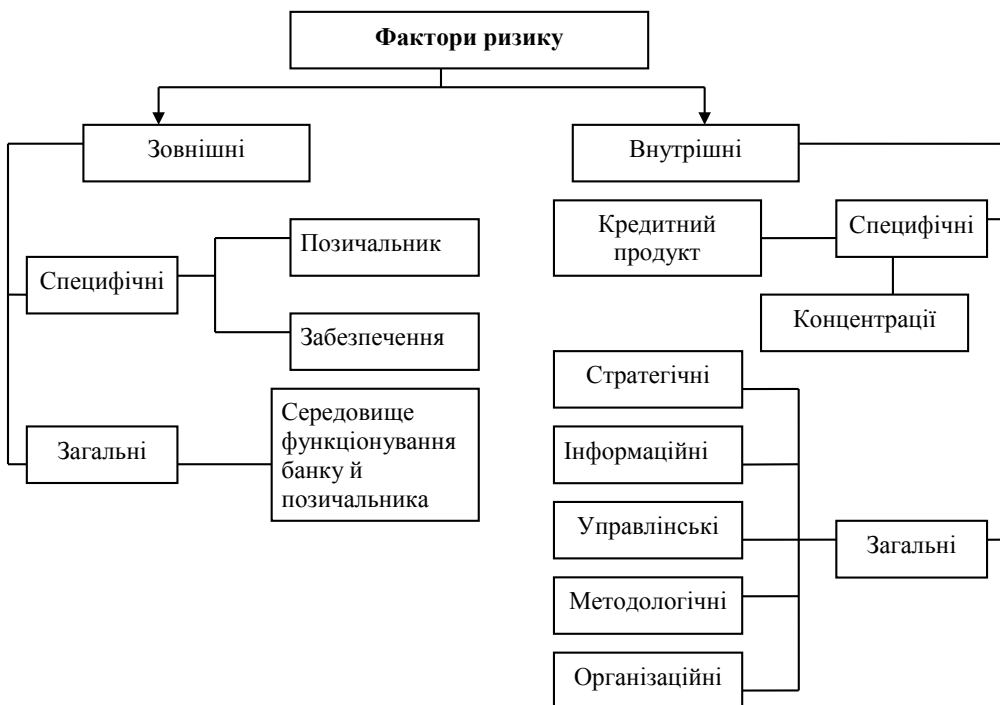 Фактори ризику
Зовнішні
Внутрішні
Позичальник
Кредитний
продукт
Специфічні
Специфічні
Забезпечення
Концентрації
Стратегічні
Загальні
Середовище
функціонування
банку й
позичальника
Інформаційні
Управлінські
Загальні
Методологічні
Організаційні